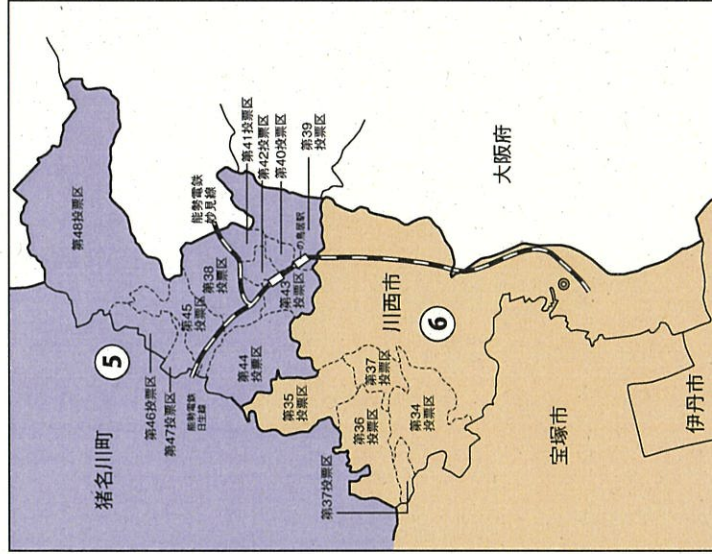 猪名川町
5
第48投票区
第46投票区
第47投票区
能勢電鉄
日生線
第45
投票区
第38
投票区
能勢電鉄
妙見線
第41投票区
第42投票区
第40投票区
第39
投票区
一の鳥居駅
第43
投票区
第44
投票区
第35
投票区
第36
投票区
第37
投票区
第34
投票区
第37投票区
川西市
6
大阪府
宝塚市
伊丹市